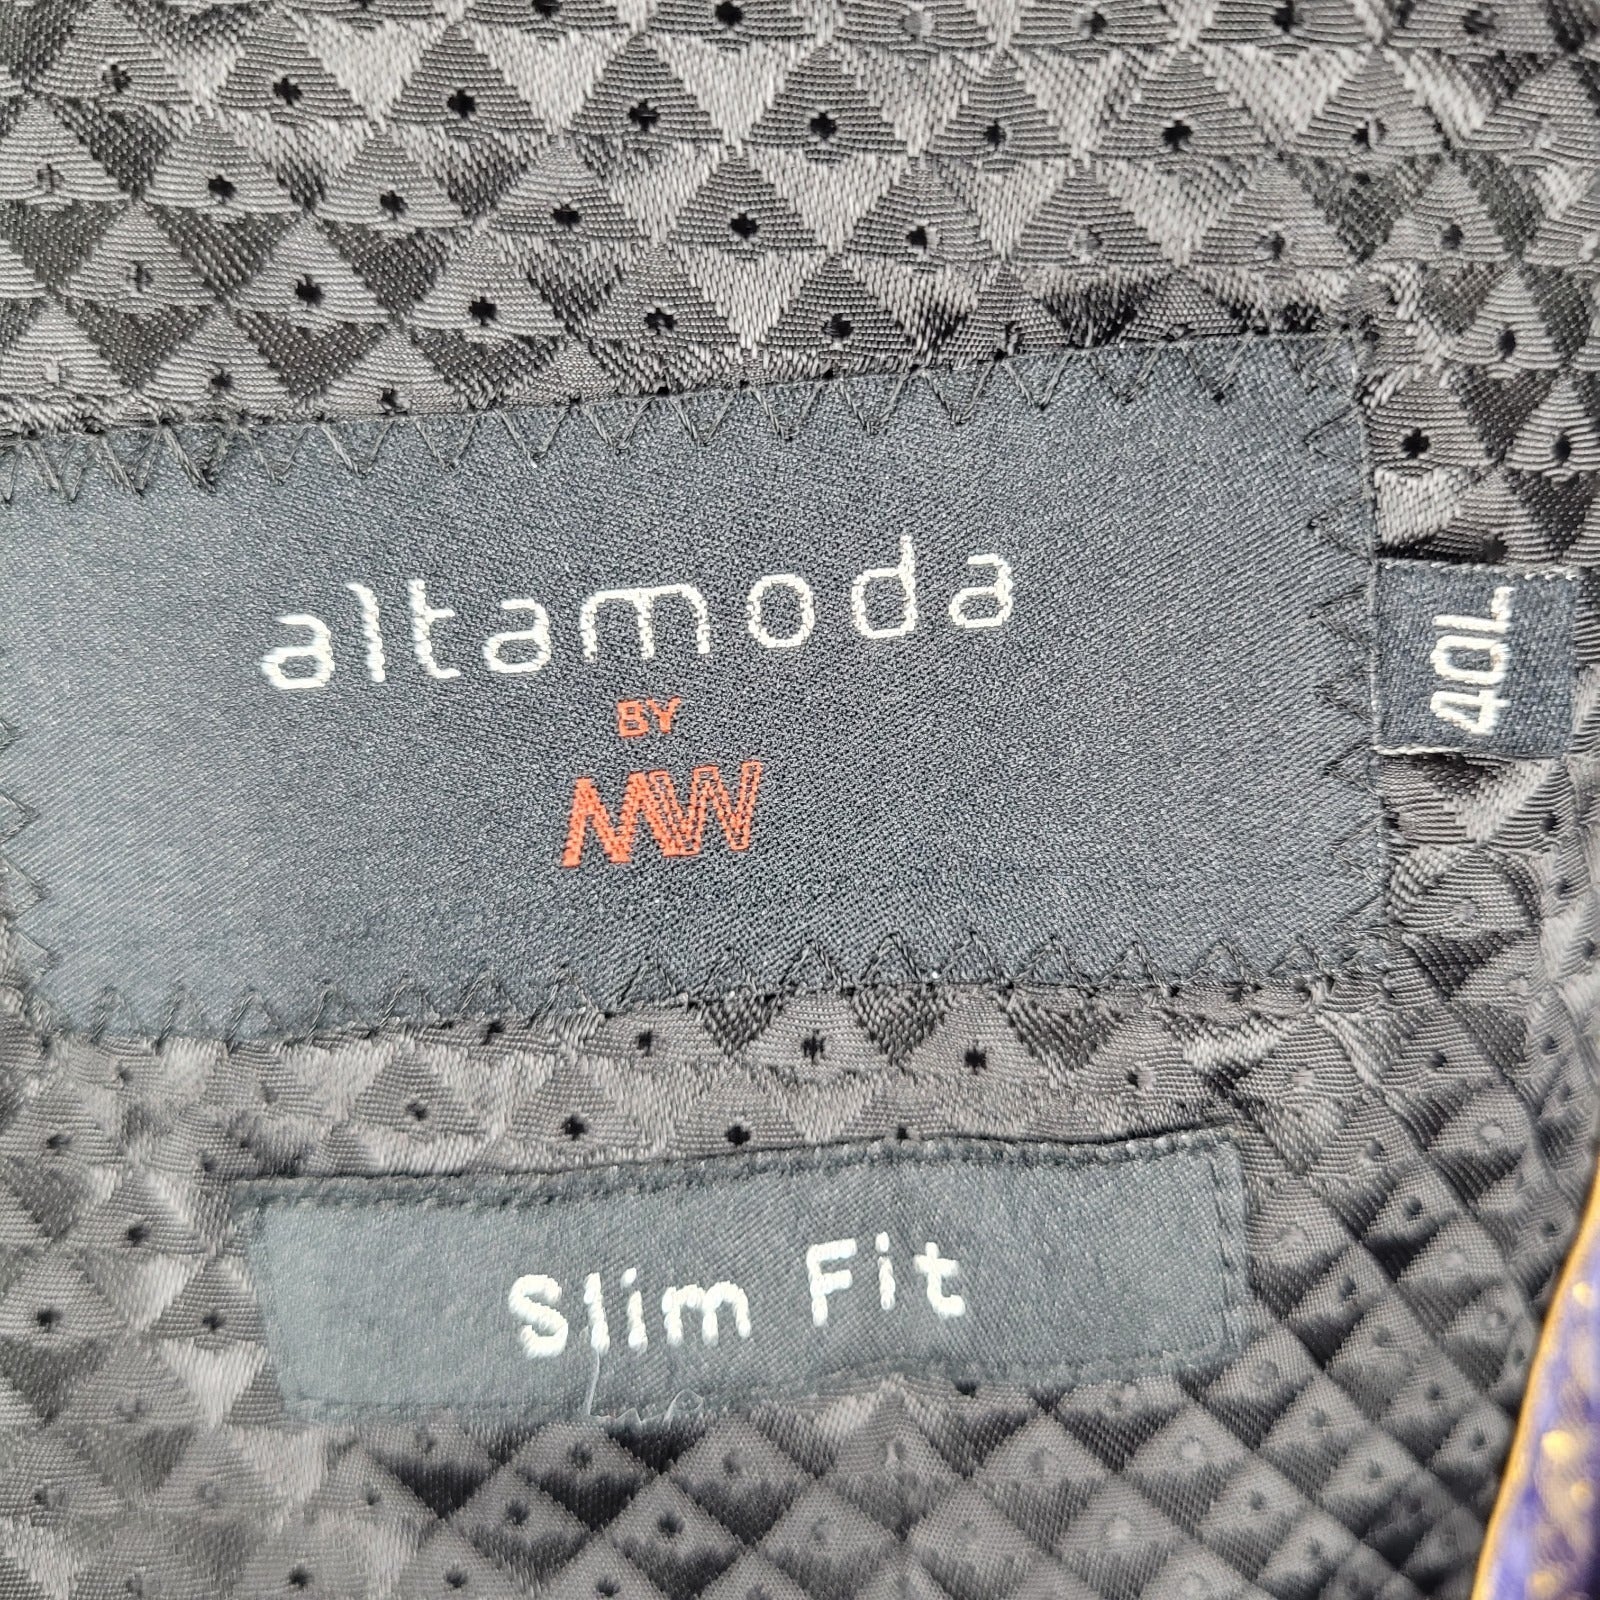 altamoda
BY
MW
40L
Slim Fit